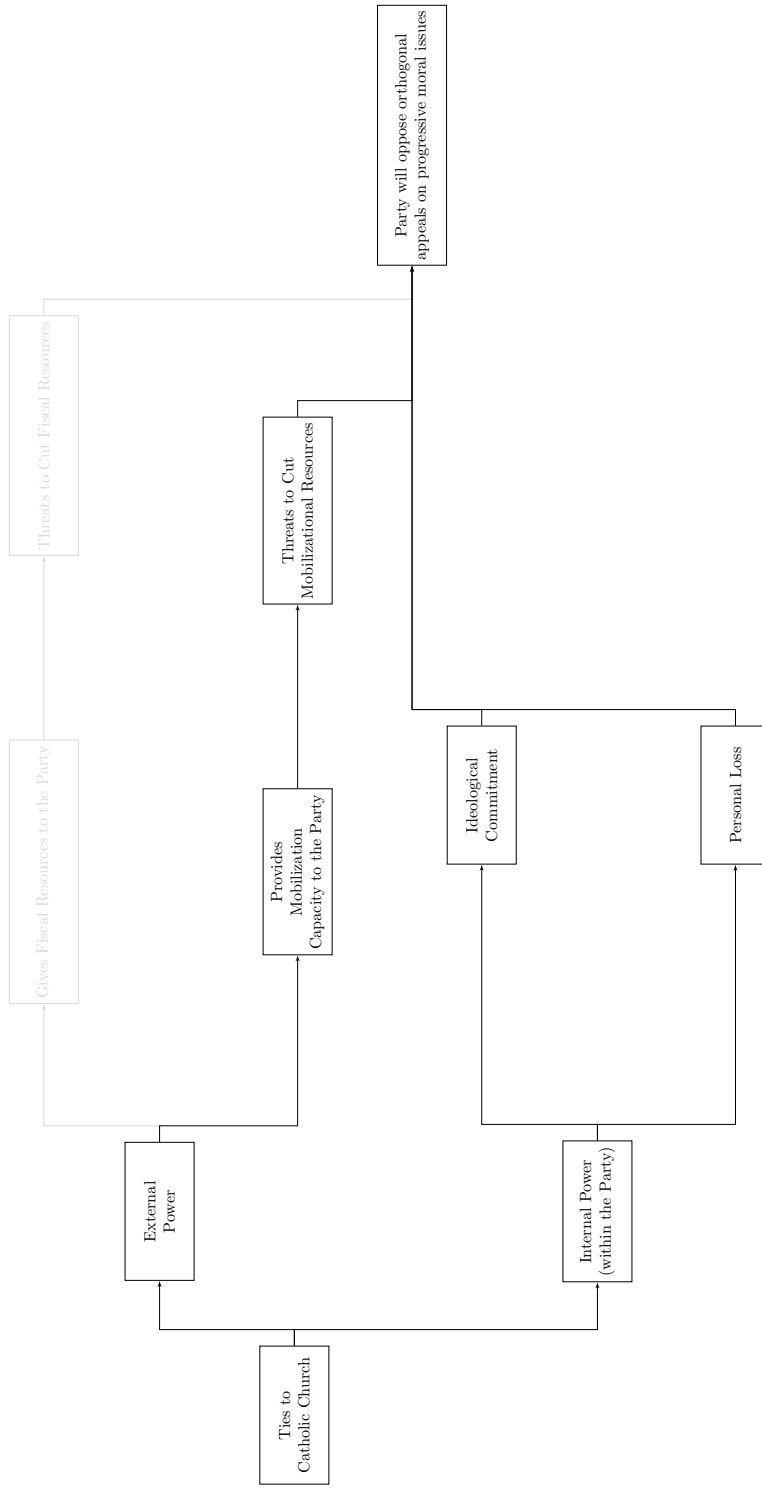 Ties to
Catholic Church
External
Power
Internal Power
(within the Party)
Gives Fiscal Resources to the Party
Provides
Mobilization
Capacity to the Party
Ideological
Commitment
Personal Loss
Threats to Cut Fiscal Resources
Threats to Cut
Mobilizational Resources
Party will oppose orthogonal
appeals on progressive moral issues